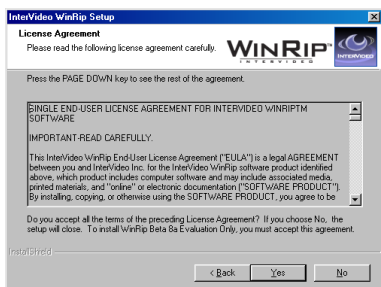 InterVideo WinRip Setup
License Agreement
Please read the following license agreement carefully.
WINRIP™
INTERVIDEO
INTERVIDEO
Press the PAGE DOWN key to see the rest of the agreement.
SINGLE END-USER LICENSE AGREEMENT FOR INTERVIDEO WINRIPTM
SOFTWARE
IMPORTANT-READ CAREFULLY.
This InterVideo WinRip End-User License Agreement ("EULA") is a legal AGREEMENT
between you and InterVideo Inc. for the InterVideo WinRip software product identified
above, which product includes computer software and may include associated media,
printed materials, and "online" or electronic documentation ("SOFTWARE PRODUCT").
By installing, copying, or otherwise using the SOFTWARE PRODUCT, you agree to be
Do you accept all the terms of the preceding License Agreement? If you choose No, the
setup will close. To install WinRip Beta 8a Evaluation Only, you must accept this agreement.
InstallShield
< Back
Yes
No